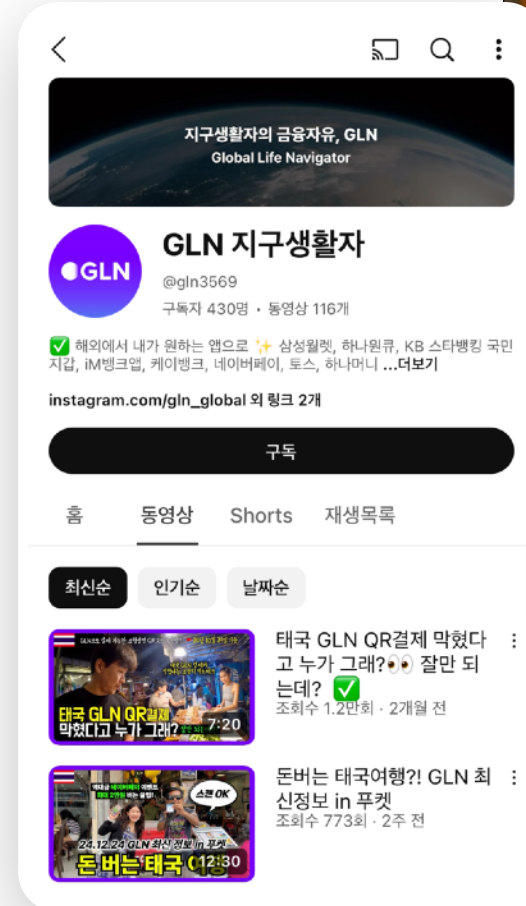 지구생활자의 금융자유, GLN
Global Life Navigator
GLN
GLN 지구생활자
@gln3569
구독자 430명 • 동영상 116개
✅ 해외에서 내가 원하는 앱으로 ✨ 삼성월렛, 하나원큐, KB 스타뱅킹 국민
지갑, iM뱅크앱, 케이뱅크, 네이버페이, 토스, 하나머니 ...더보기
instagram.com/gln_global 외 링크 2개
구독
홈 동영상 Shorts 재생목록
최신순 인기순 날짜순
태국 GLN QR결제
막혔다고 누가 그래?
7:20
태국 GLN QR결제 막혔다
고 누가 그래?👀 잘만 되
는데? ✅
조회수 1.2만회 · 2개월 전
스캔 OK
24.12.24 GLN 최신 정보 in 푸켓
돈 버는 태국
12:30
돈버는 태국여행?! GLN 최
신정보 in 푸켓
조회수 773회 · 2주 전